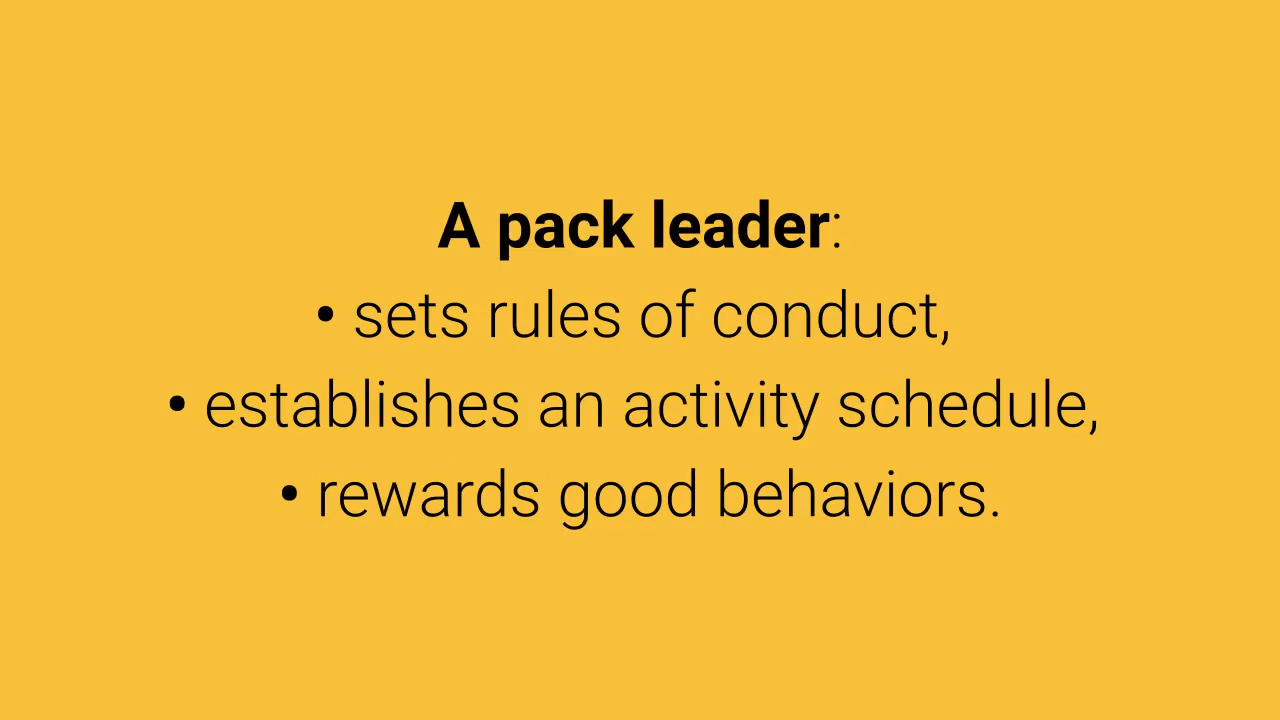 A pack leader:
• sets rules of conduct,
• establishes an activity schedule,
• rewards good behaviors.